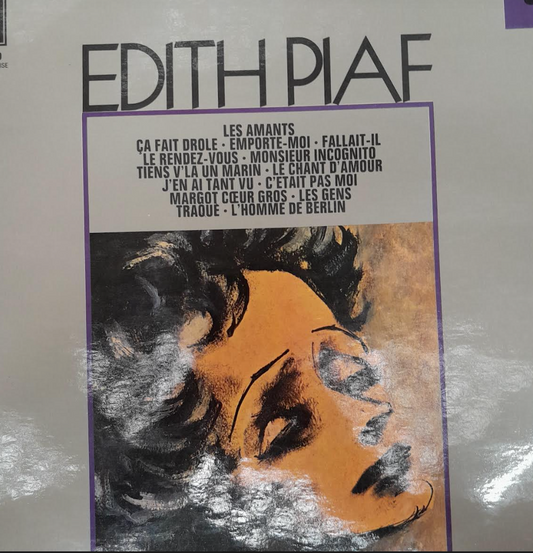 EDITH PIAF
LES AMANTS
ÇA FAIT DROLE · EMPORTE-MOI · FALLAIT-IL
LE RENDEZ-VOUS · MONSIEUR INCOGNITO
TIENS V'LA UN MARIN · LE CHANT D'AMOUR
J'EN AI TANT VU · C'ETAIT PAS MOI
MARGOT CŒUR GROS · LES GENS
TRAQUE · L'HOMME DE BERLIN